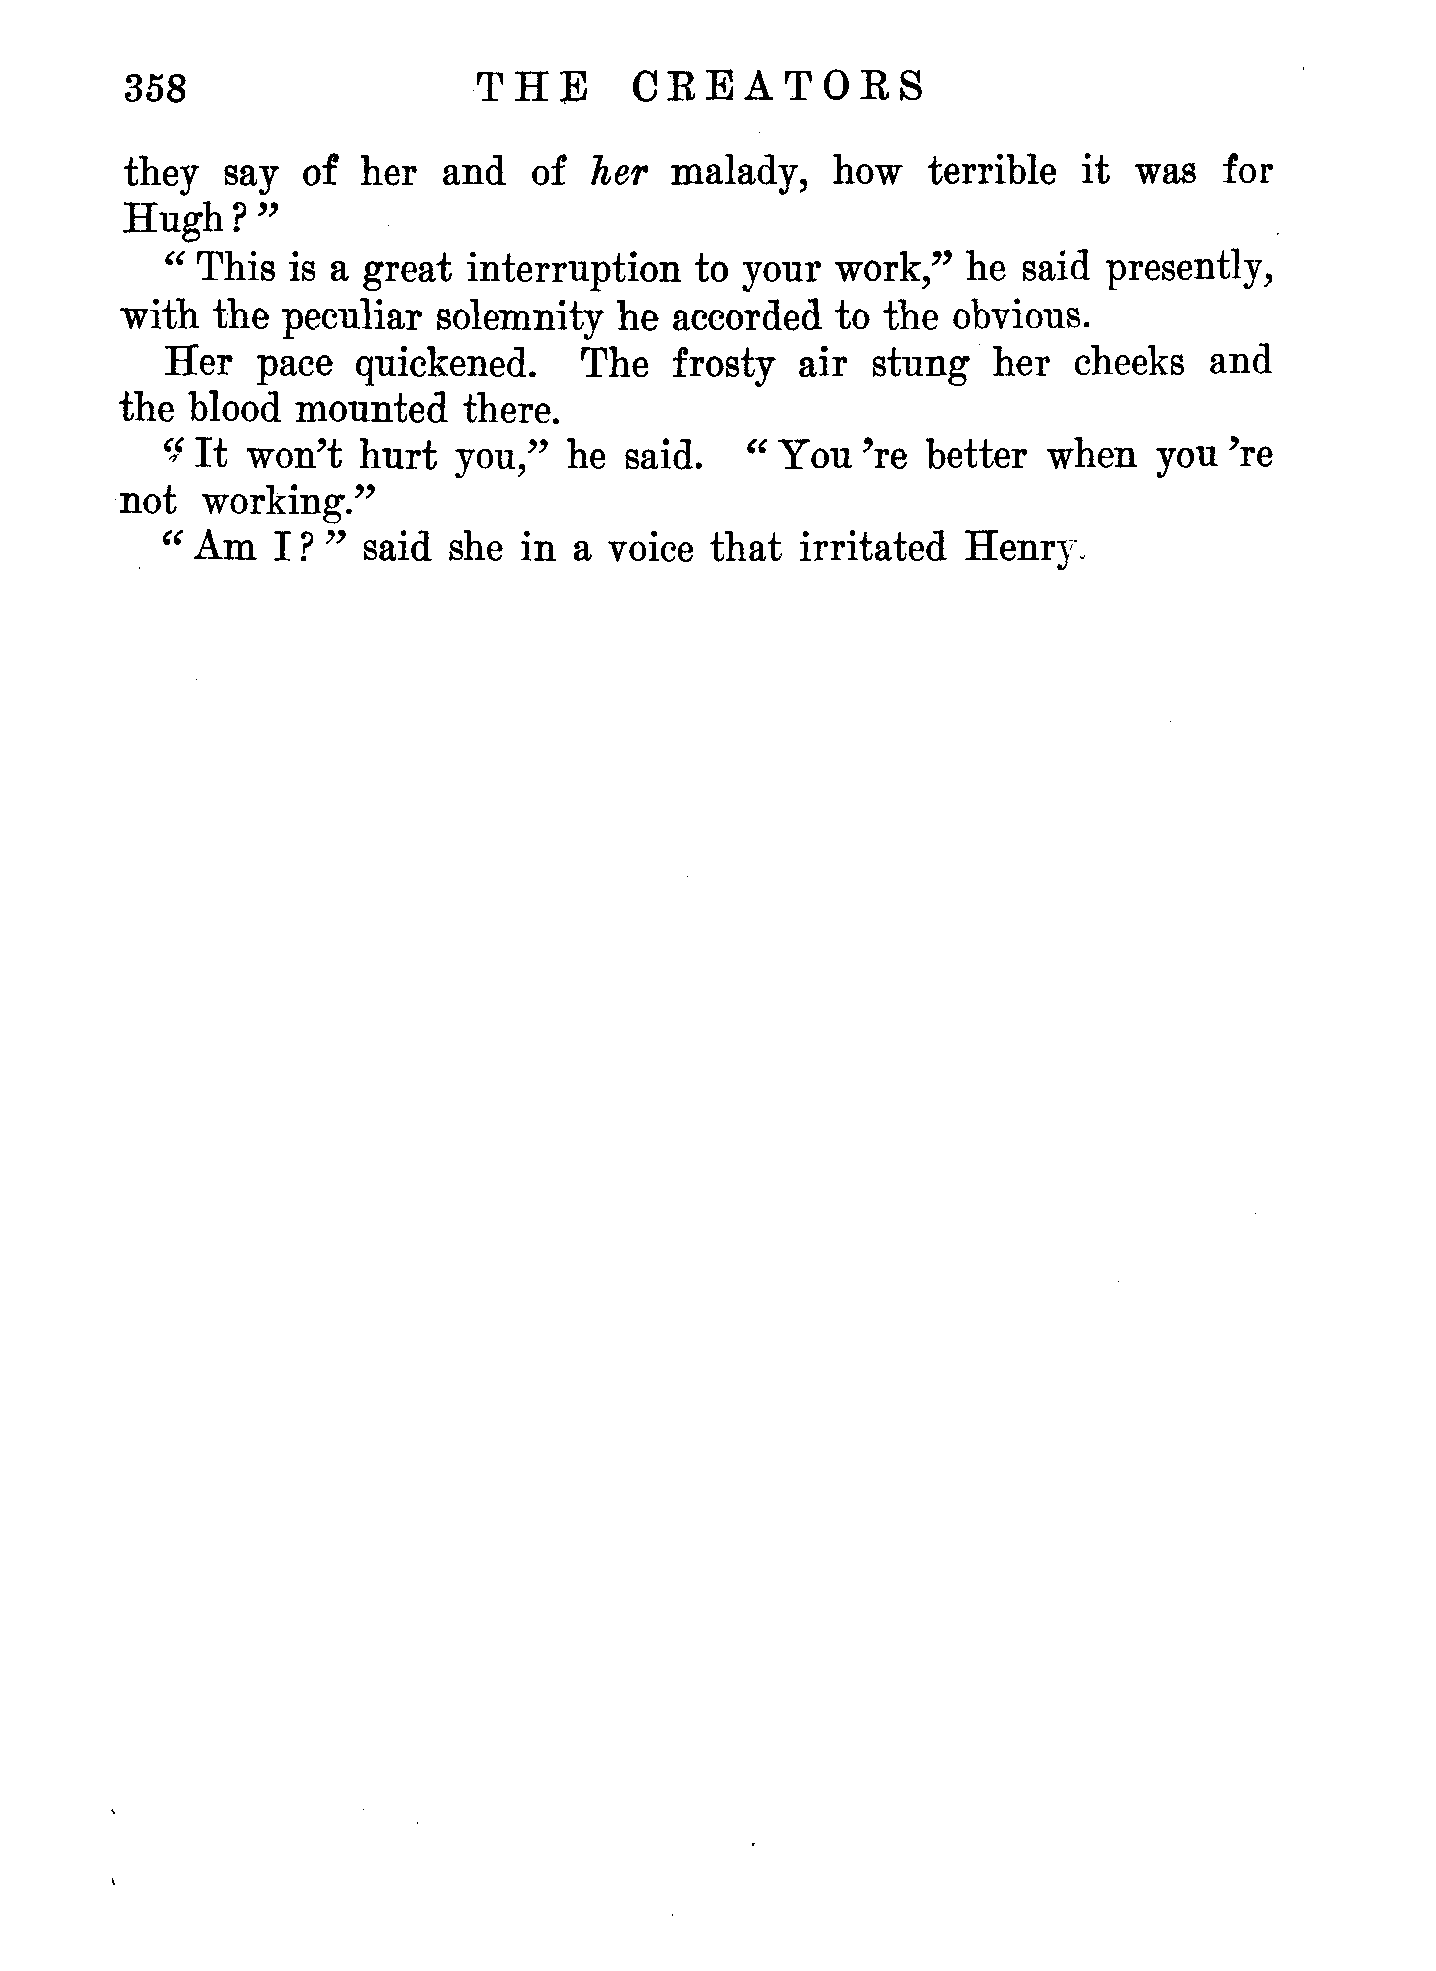 358 THE CREATORS
they say of her and of her malady, how terrible it was for
Hugh?”
“This is a great interruption to your work,” he said presently,
with the peculiar solemnity he accorded to the obvious.
Her pace quickened. The frosty air stung her cheeks and
the blood mounted there.
“It won’t hurt you,” he said. “You ’re better when you ’re
not working.”
“Am I?” said she in a voice that irritated Henry.